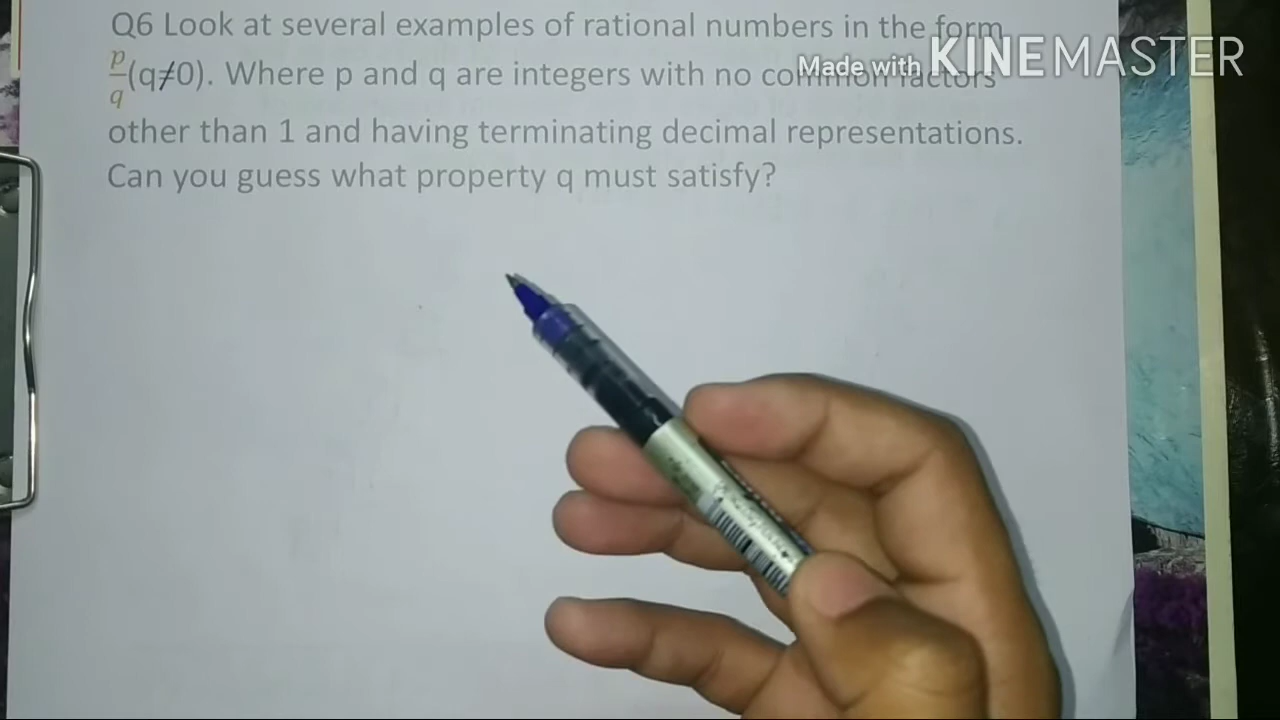 Q6 Look at several examples of rational numbers in the form
p/q(q≠0). Where p and q are integers with no common factors
other than 1 and having terminating decimal representations.
Can you guess what property q must satisfy?
Made with KINEMASTER